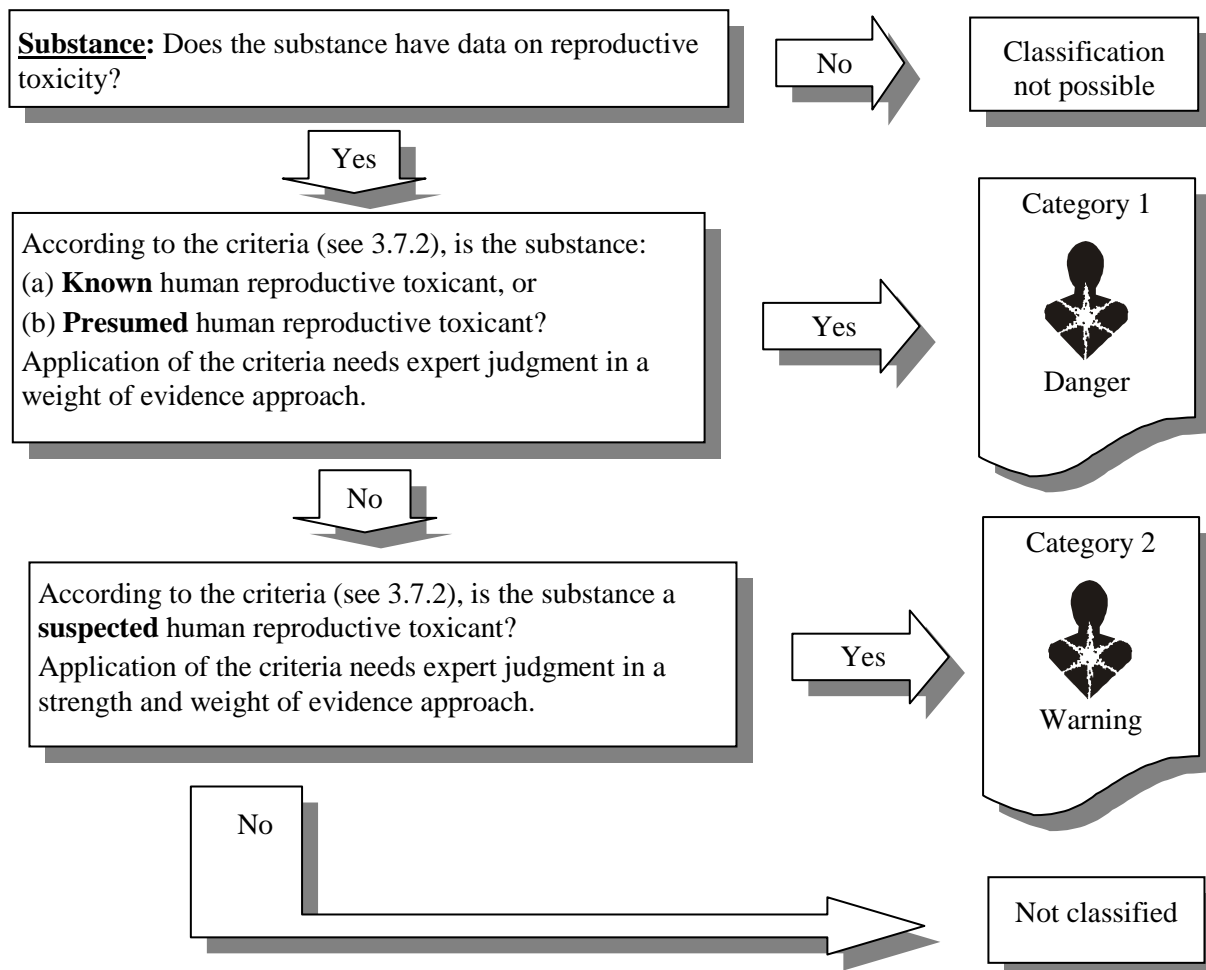 Substance: Does the substance have data on reproductive
toxicity?
No
Classification
not possible
Yes
According to the criteria (see 3.7.2), is the substance:
(a) Known human reproductive toxicant, or
(b) Presumed human reproductive toxicant?
Application of the criteria needs expert judgment in a
weight of evidence approach.
Yes
Category 1
Danger
No
According to the criteria (see 3.7.2), is the substance a
suspected human reproductive toxicant?
Application of the criteria needs expert judgment in a
strength and weight of evidence approach.
Yes
Category 2
Warning
No
Not classified